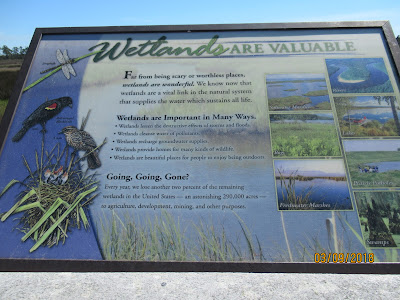 Wetlands ARE VALUABLE
Far from being scary or worthless places,
wetlands are wonderful. We know now that
wetlands are a vital link in the natural system
that supplies the water which sustains all life.
Wetlands are Important in Many Ways.
• Wetlands lessen the destructive effects of storms and floods.
• Wetlands cleanse water of pollutants.
• Wetlands recharge groundwater supplies.
• Wetlands provide homes for many kinds of wildlife.
• Wetlands are beautiful places for people to enjoy being outdoors.
Going, Going, Gone?
Every year, we lose another two percent of the remaining
wetlands in the United States — an astonishing 290,000 acres —
to agriculture, development, mining, and other purposes.
Freshwater Marshes